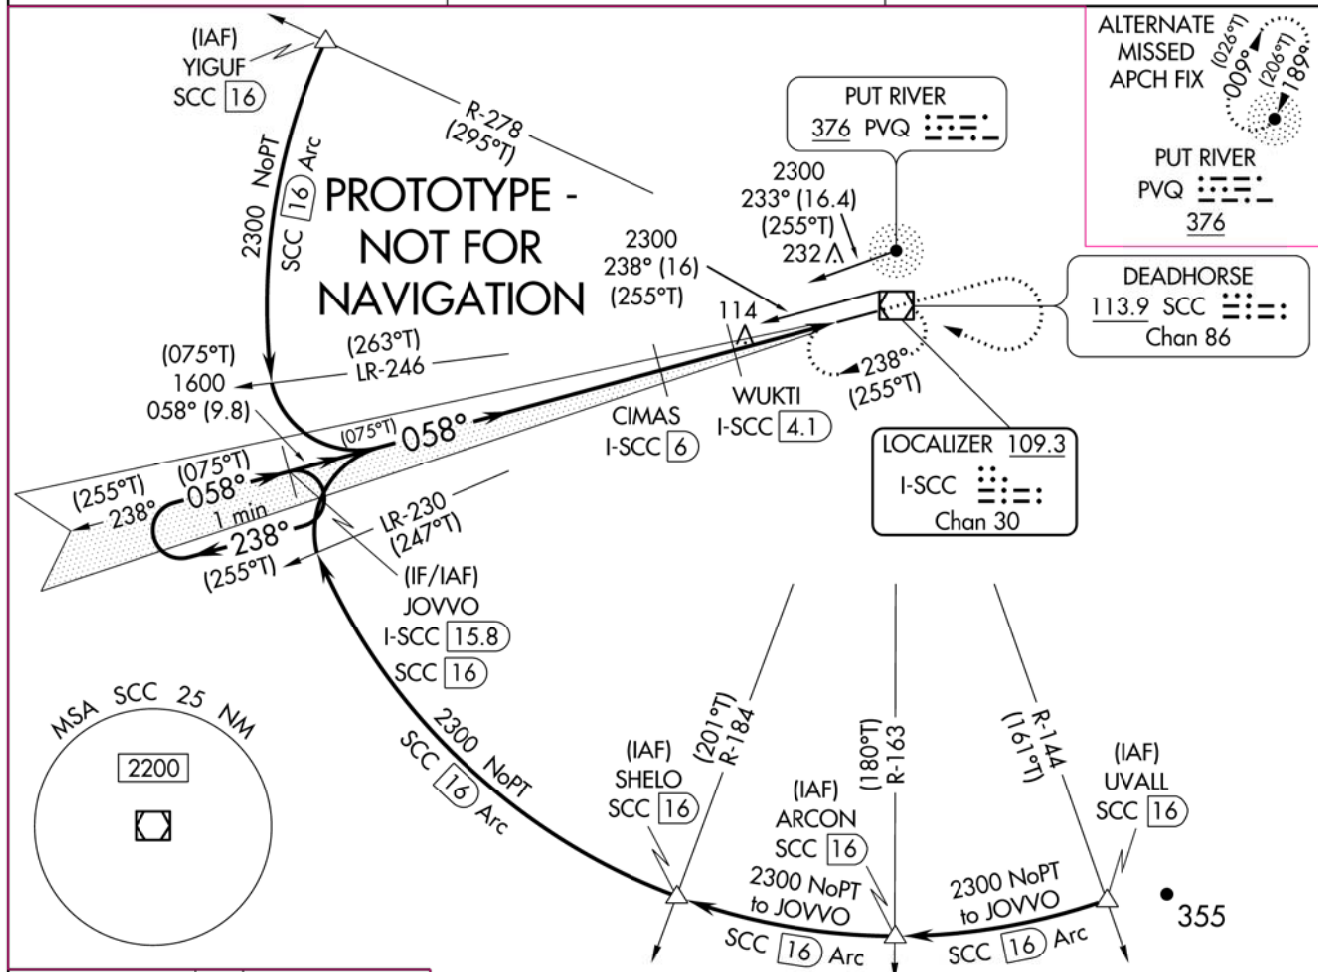 (IAF)
YIGUF
SCC 16
R-278
(295°T)
2300 NoPT
SCC 16 Arc
PROTOTYPE -
NOT FOR
NAVIGATION
PUT RIVER
376 PVQ
2300
233° (16.4)
(255°T)
232
2300
238° (16)
(255°T)
114
ALTERNATE
MISSED
APCH FIX
(026°T)
009°
(206°T)
189°
PUT RIVER
PVQ
376
DEADHORSE
113.9 SCC
Chan 86
(263°T)
LR-246
(075°T)
1600
058° (9.8)
238°
(255°T)
WUKTI
I-SCC 4.1
CIMAS
I-SCC 6
LOCALIZER 109.3
I-SCC
Chan 30
(075°T)
058°
(075°T)
058°
(255°T)
238°
1 min
238°
(255°T)
LR-230
(247°T)
(IF/IAF)
JOVVO
I-SCC 15.8
SCC 16
2300 NoPT
SCC 16 Arc
MSA SCC 25 NM
2200
(201°T)
R-184
(180°T)
R-163
R-144
(161°T)
(IAF)
SHELO
SCC 16
(IAF)
ARCON
SCC 16
(IAF)
UVALL
SCC 16
2300 NoPT
to JOVVO
SCC 16 Arc
2300 NoPT
to JOVVO
SCC 16 Arc
355